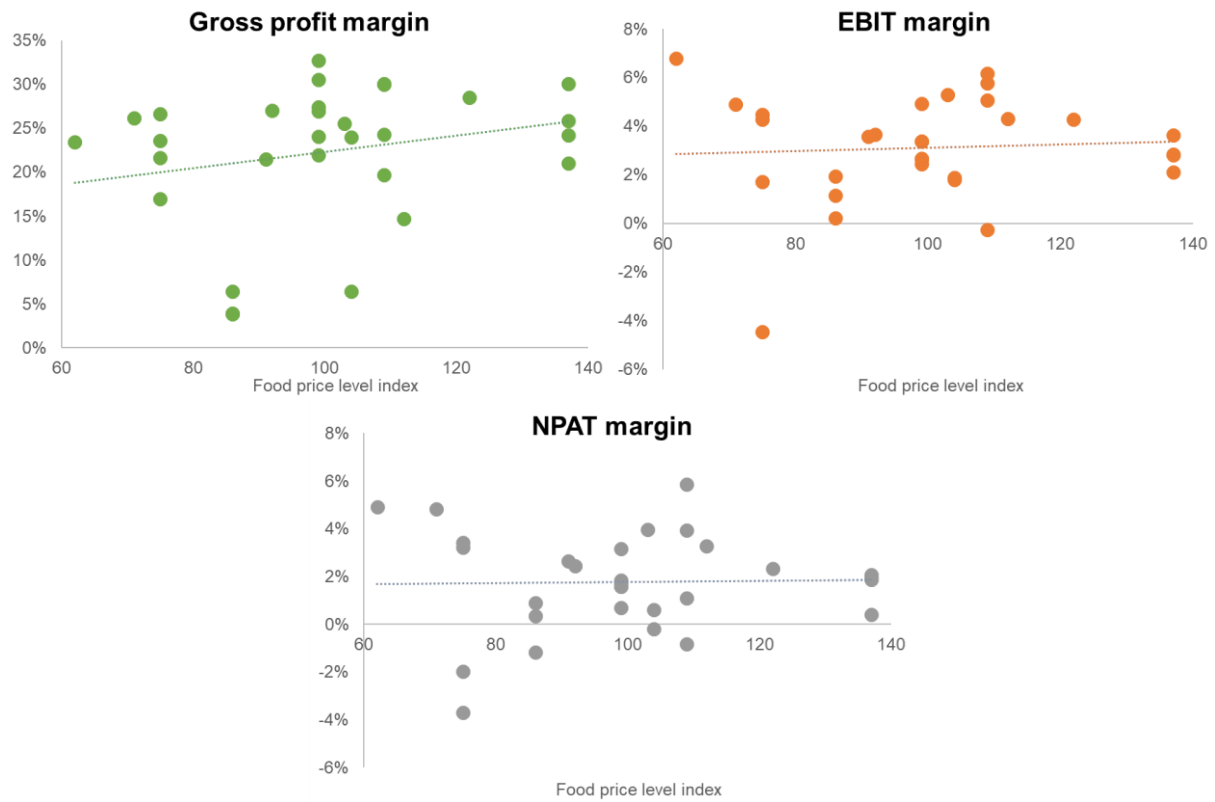 Gross profit margin
35%
30%
25%
20%
15%
10%
5%
0%
60 80 100 120 140
Food price level index
EBIT margin
8%
6%
4%
2%
0%
60 80 100 120 140
-2%
-4%
-6%
Food price level index
NPAT margin
8%
6%
4%
2%
0%
60 80 100 120 140
-2%
-4%
-6%
Food price level index